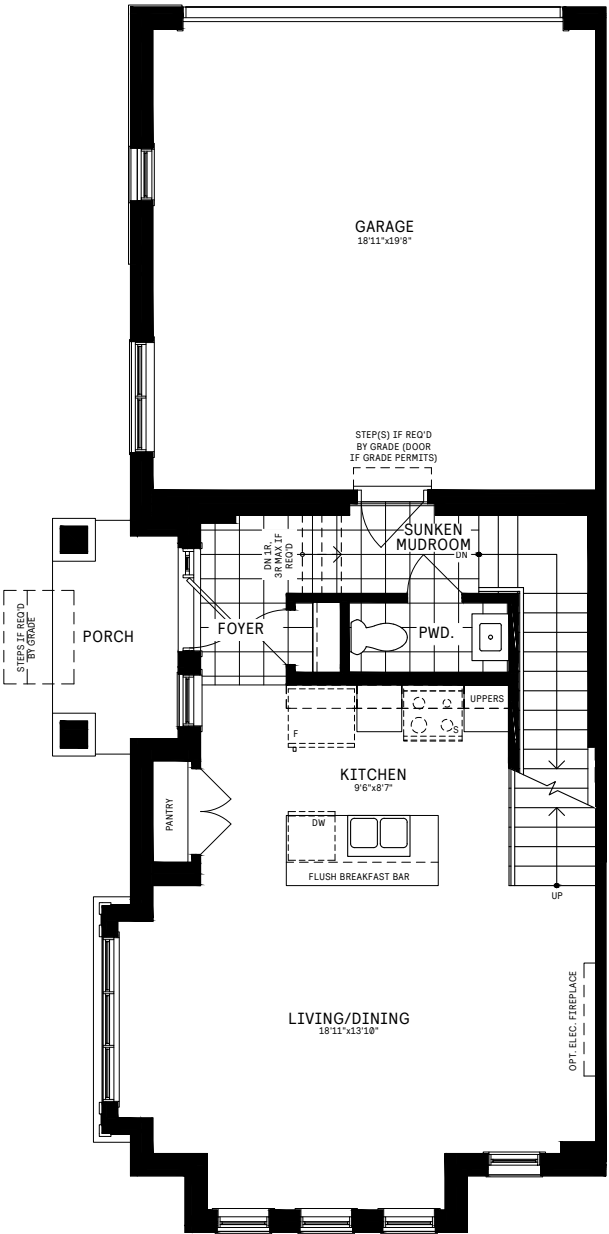 GARAGE
18'11"x19'8"
STEP(S) IF REQ'D
BY GRADE (DOOR
IF GRADE PERMITS)
DN 1R,
3R MAX IF
REQ'D
SUNKEN
MUDROOM
DN
STEPS IF REQ'D
BY GRADE
PORCH
FOYER
PWD.
F
UPPERS
S
KITCHEN
9'6"x8'7"
PANTRY
DW
FLUSH BREAKFAST BAR
UP
LIVING/DINING
18'11"x13'10"
OPT. ELEC. FIREPLACE